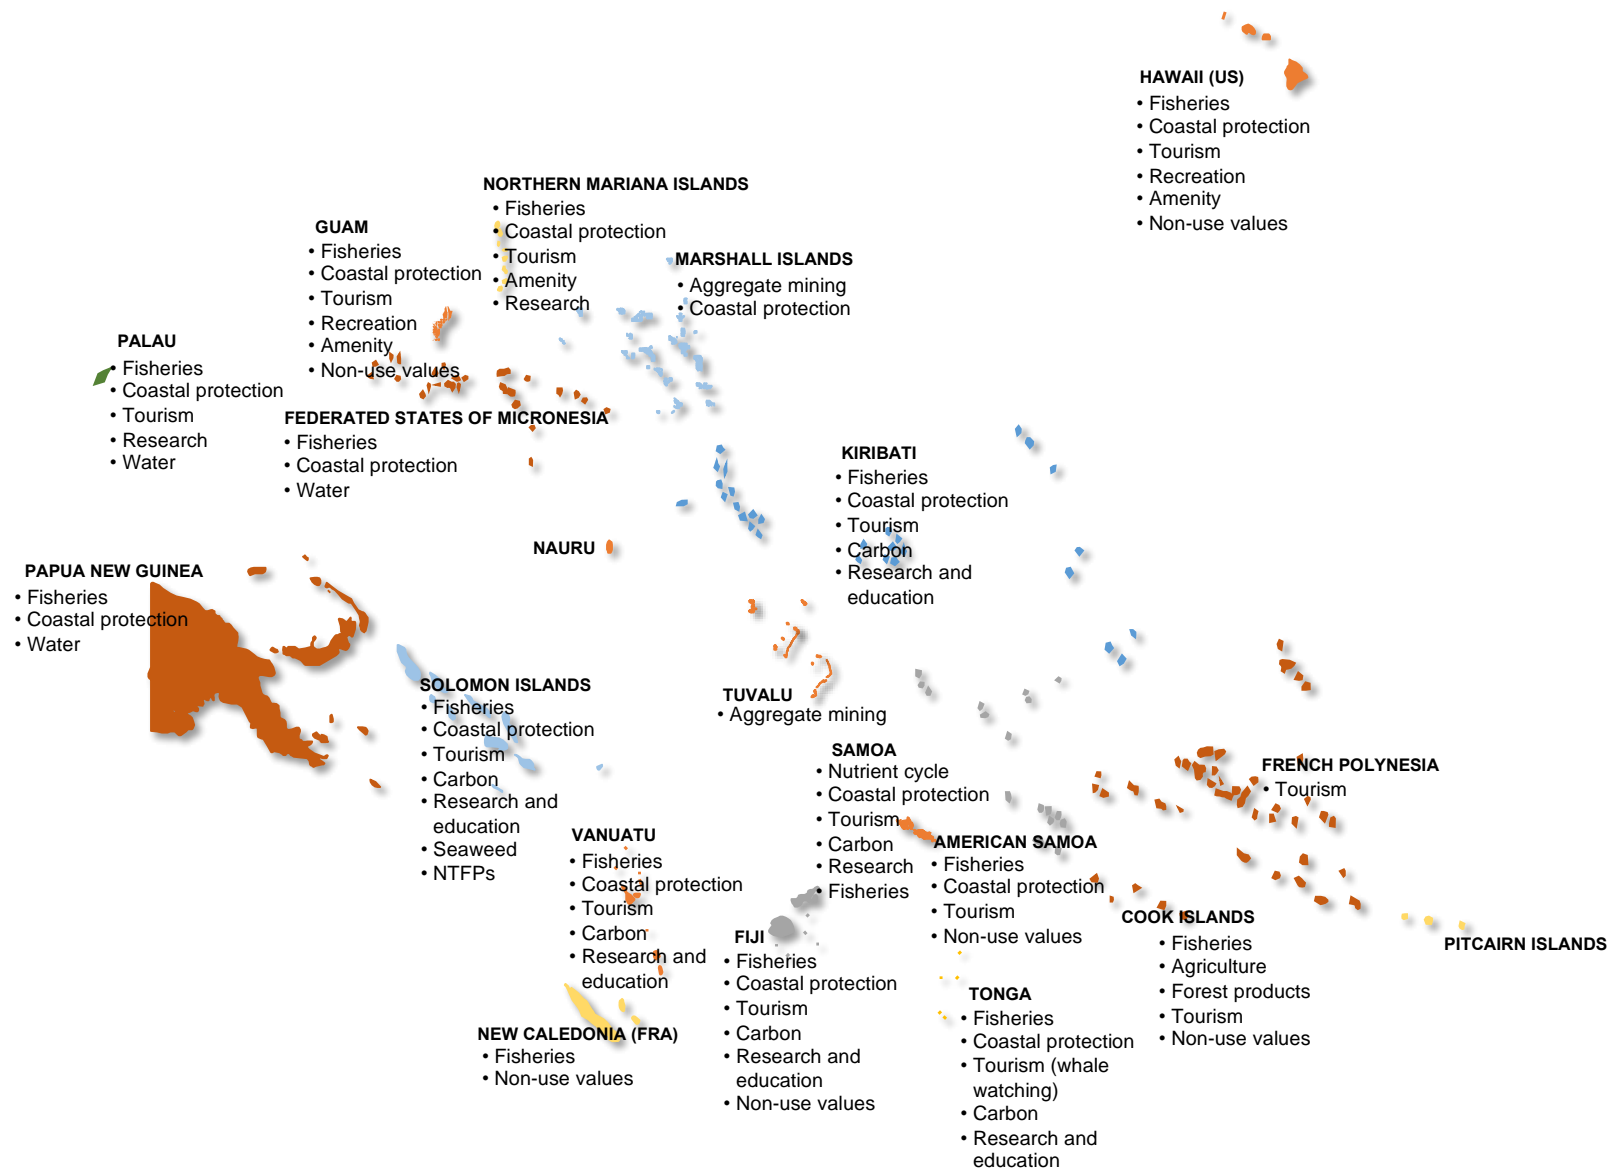 HAWAII (US)
• Fisheries
• Coastal protection
• Tourism
• Recreation
• Amenity
• Non-use values
NORTHERN MARIANA ISLANDS
• Fisheries
• Coastal protection
• Tourism
• Amenity
• Research
GUAM
• Fisheries
• Coastal protection
• Tourism
• Recreation
• Amenity
• Non-use values
MARSHALL ISLANDS
• Aggregate mining
• Coastal protection
PALAU
• Fisheries
• Coastal protection
• Tourism
• Research
• Water
FEDERATED STATES OF MICRONESIA
• Fisheries
• Coastal protection
• Water
KIRIBATI
• Fisheries
• Coastal protection
• Tourism
• Carbon
• Research and
education
NAURU
PAPUA NEW GUINEA
• Fisheries
• Coastal protection
• Water
SOLOMON ISLANDS
• Fisheries
• Coastal protection
• Tourism
• Carbon
• Research and
education
• Seaweed
• NTFPs
TUVALU
• Aggregate mining
SAMOA
• Nutrient cycle
• Coastal protection
• Tourism
• Carbon
• Research
• Fisheries
FRENCH POLYNESIA
• Tourism
VANUATU
• Fisheries
• Coastal protection
• Tourism
• Carbon
• Research and
education
AMERICAN SAMOA
• Fisheries
• Coastal protection
• Tourism
• Non-use values
COOK ISLANDS
• Fisheries
• Agriculture
• Forest products
• Tourism
• Non-use values
PITCAIRN ISLANDS
FIJI
• Fisheries
• Coastal protection
• Tourism
• Carbon
• Research and
education
• Non-use values
TONGA
• Fisheries
• Coastal protection
• Tourism (whale
watching)
• Carbon
• Research and
education
NEW CALEDONIA (FRA)
• Fisheries
• Non-use values